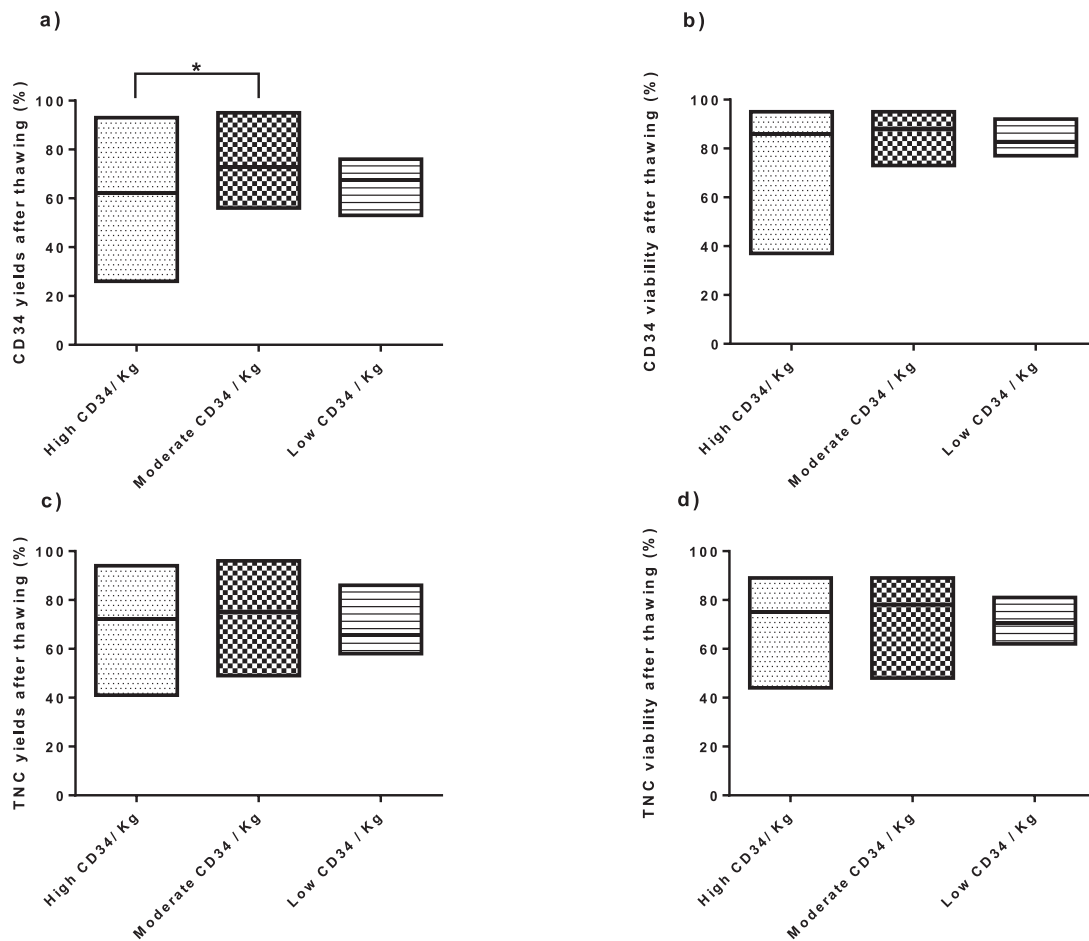 a)
*
CD34 yields after thawing (%)
100
80
60
40
20
0
High CD34/ Kg
Moderate CD34 / Kg
Low CD34 / Kg
b)
CD34 viability after thawing (%)
100
80
60
40
20
0
High CD34/ Kg
Moderate CD34 / Kg
Low CD34 / Kg
c)
TNC yields after thawing (%)
100
80
60
40
20
0
High CD34/ Kg
Moderate CD34 / Kg
Low CD34 / Kg
d)
TNC viability after thawing (%)
100
80
60
40
20
0
High CD34/ Kg
Moderate CD34 / Kg
Low CD34 / Kg